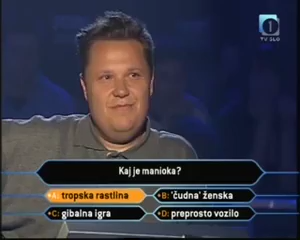 TV SLO
Kaj je manioka?
A: tropska rastlina
B: 'čudna' ženska
C: gibalna igra
D: preprosto vozilo